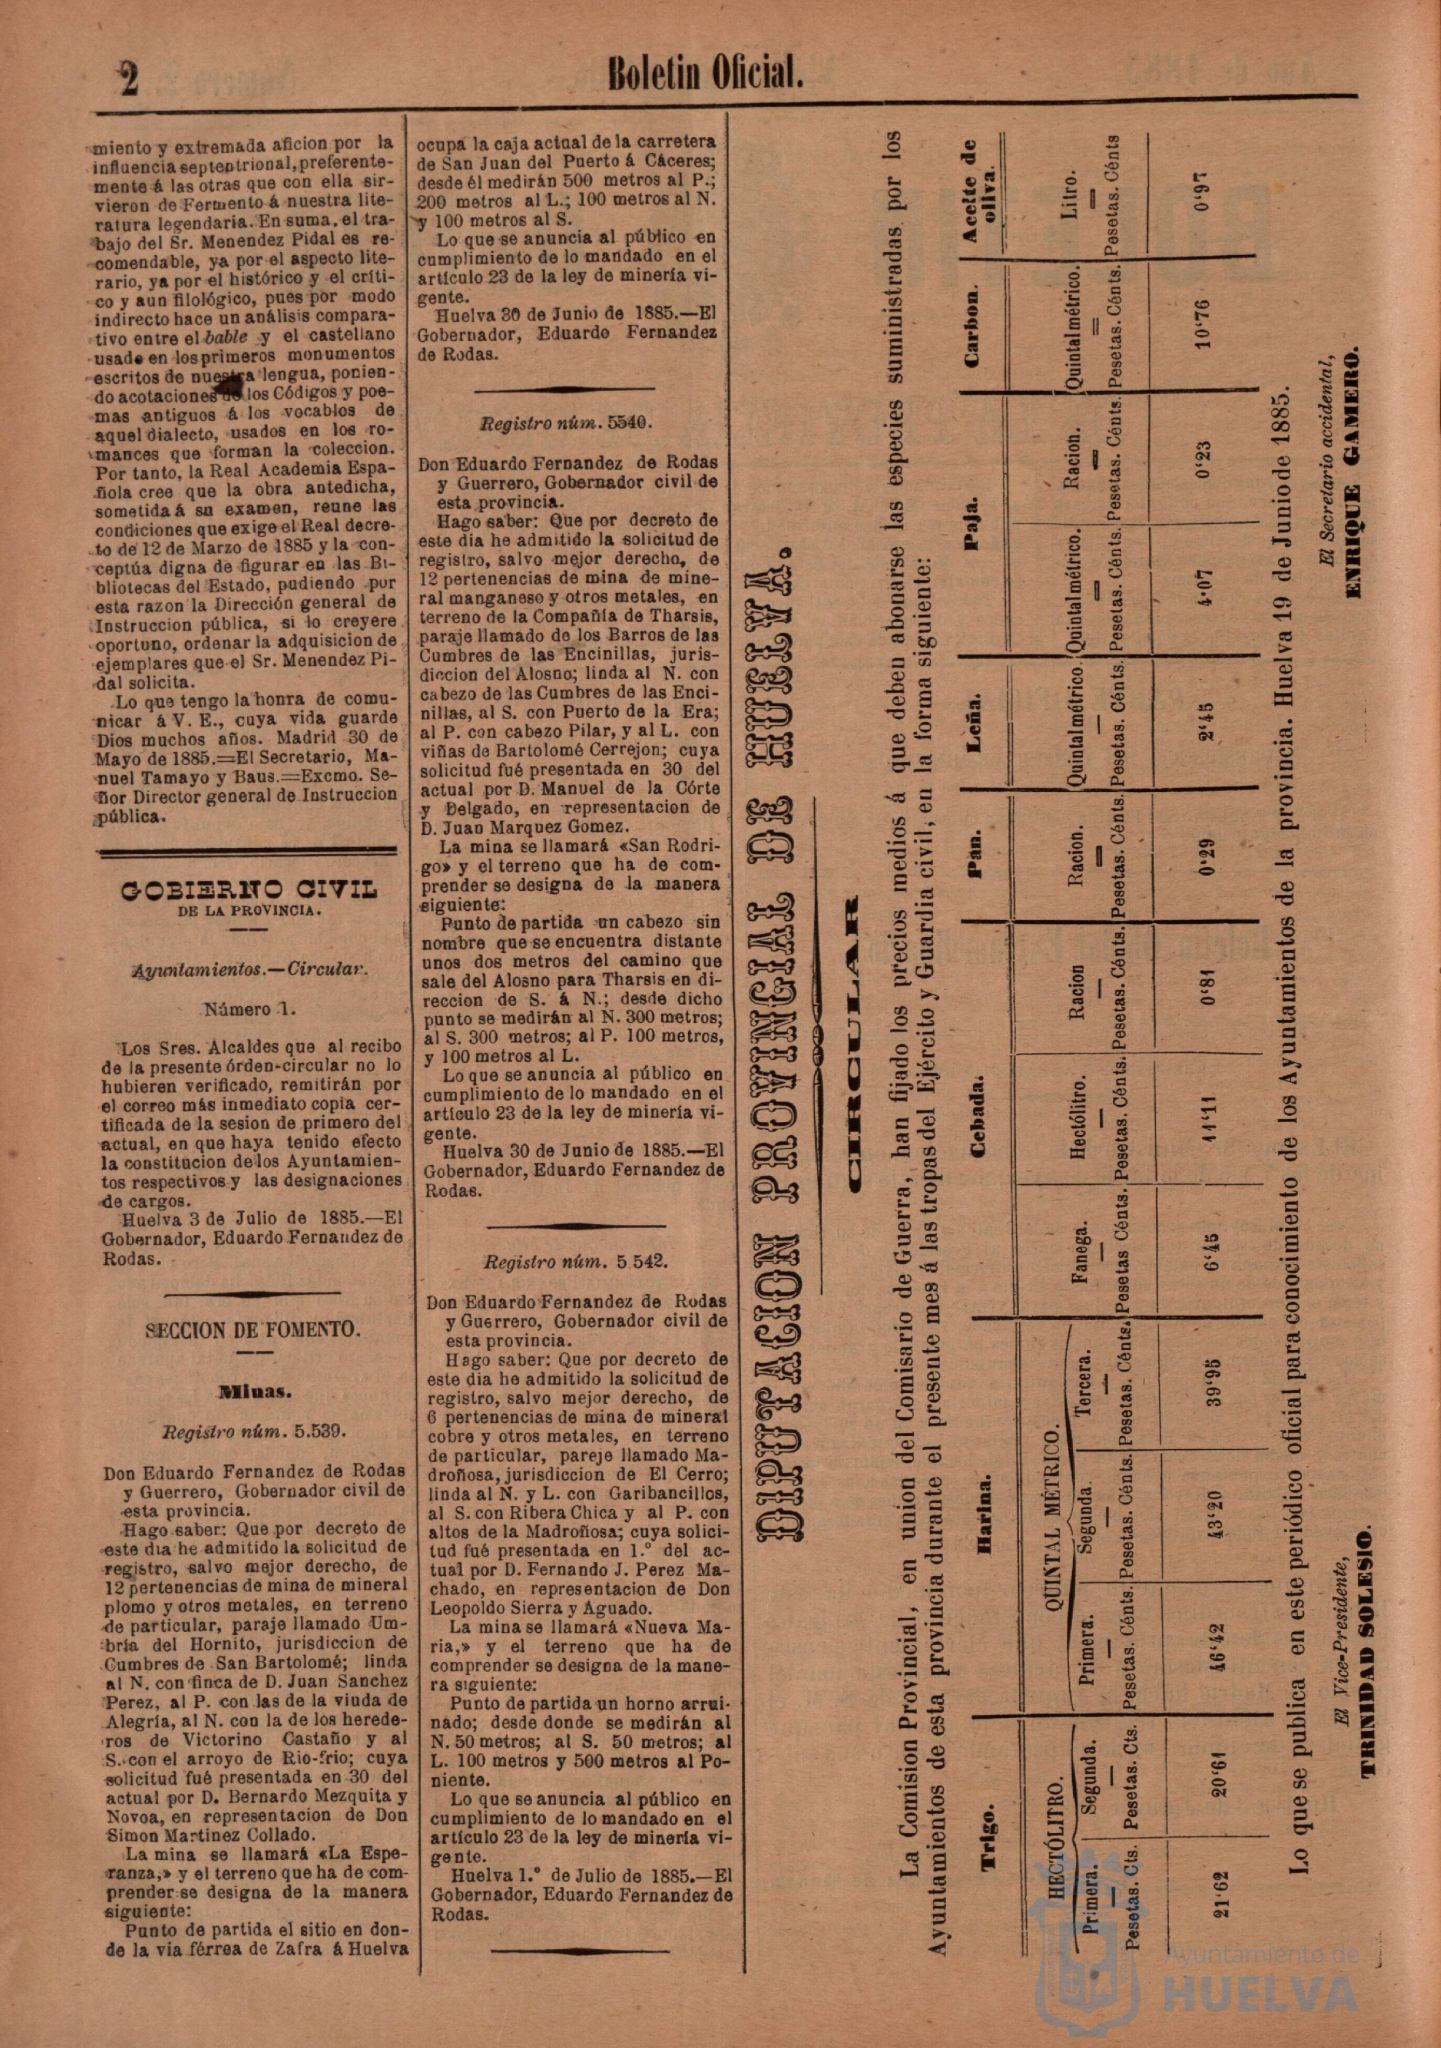 2
Boletin Oficial.
miento y extremada aficion por la
influencia septentrional, preferente-
mente á las otras que con ella sir-
vieron de Fermento á nuestra lite-
ratura legendaria. En suma, el tra-
bajo del Sr. Menendez Pidal es re-
comendable, ya por el aspecto lite-
rario, ya por el histórico y el críti-
co y aun filológico, pues por modo
indirecto hace un análisis compara-
tivo entre el bable y el castellano
usado en los primeros monumentos
escritos de nuestra lengua, ponien-
do acotaciones de los Códigos y poe-
mas antiguos á los vocablos de
aquel dialecto, usados en los ro-
mances que forman la coleccion.
Por tanto, la Real Academia Espa-
ñola cree que la obra antedicha,
sometida á su examen, reune las
condiciones que exige el Real decre-
to de 12 de Marzo de 1885 y la con-
ceptúa digna de figurar en las Bi-
bliotecas del Estado, pudiendo por
esta razon la Dirección general de
Instruccion pública, si lo creyere
oportuno, ordenar la adquisicion de
ejemplares que el Sr. Menendez Pi-
dal solicita.
Lo que tengo la honra de comu-
nicar á V. E., cuya vida guarde
Dios muchos años. Madrid 30 de
Mayo de 1885.=El Secretario, Ma-
nuel Tamayo y Baus.=Excmo. Se-
ñor Director general de Instruccion
pública.
GOBIERNO CIVIL
DE LA PROVINCIA.
Ayuntamientos.—Circular.
Número 1.
Los Sres. Alcaldes que al recibo
de la presente órden-circular no lo
hubieren verificado, remitirán por
el correo más inmediato copia cer-
tificada de la sesion de primero del
actual, en que haya tenido efecto
la constitucion de los Ayuntamien-
tos respectivos y las designaciones
de cargos.
Huelva 3 de Julio de 1885.—El
Gobernador, Eduardo Fernandez de
Rodas.
SECCION DE FOMENTO.
Minas.
Registro núm. 5.539.
Don Eduardo Fernandez de Rodas
y Guerrero, Gobernador civil de
esta provincia.
Hago saber: Que por decreto de
este dia he admitido la solicitud de
registro, salvo mejor derecho, de
12 pertenencias de mina de mineral
plomo y otros metales, en terreno
de particular, paraje llamado Um-
bría del Hornito, jurisdiccion de
Cumbres de San Bartolomé; linda
al N. con finca de D. Juan Sanchez
Perez, al P. con las de la viuda de
Alegría, al N. con la de los herede-
ros de Victorino Castaño y al
S. con el arroyo de Rio-frio; cuya
solicitud fué presentada en 30 del
actual por D. Bernardo Mezquita y
Novoa, en representacion de Don
Simon Martinez Collado.
La mina se llamará «La Espe-
ranza,» y el terreno que ha de com-
prender se designa de la manera
siguiente:
Punto de partida el sitio en don-
de la via férrea de Zafra á Huelva
ocupa la caja actual de la carretera
de San Juan del Puerto á Cáceres;
desde él medirán 500 metros al P.;
200 metros al L.; 100 metros al N.
y 100 metros al S.
Lo que se anuncia al público en
cumplimiento de lo mandado en el
artículo 23 de la ley de minería vi-
gente.
Huelva 30 de Junio de 1885.—El
Gobernador, Eduardo Fernandez
de Rodas.
Registro núm. 5540.
Don Eduardo Fernandez de Rodas
y Guerrero, Gobernador civil de
esta provincia.
Hago saber: Que por decreto de
este dia he admitido la solicitud de
registro, salvo mejor derecho, de
12 pertenencias de mina de mine-
ral manganeso y otros metales, en
terreno de la Compañía de Tharsis,
paraje llamado de los Barros de las
Cumbres de las Encinillas, juris-
diccion del Alosno; linda al N. con
cabezo de las Cumbres de las Enci-
nillas, al S. con Puerto de la Era;
al P. con cabezo Pilar, y al L. con
viñas de Bartolomé Cerrejon; cuya
solicitud fué presentada en 30 del
actual por D. Manuel de la Córte
y Delgado, en representacion de
D. Juan Marquez Gomez.
La mina se llamará «San Rodri-
go» y el terreno que ha de com-
prender se designa de la manera
siguiente:
Punto de partida un cabezo sin
nombre que se encuentra distante
unos dos metros del camino que
sale del Alosno para Tharsis en di-
reccion de S. á N.; desde dicho
punto se medirán al N. 300 metros;
al S. 300 metros; al P. 100 metros,
y 100 metros al L.
Lo que se anuncia al público en
cumplimiento de lo mandado en el
artículo 23 de la ley de minería vi-
gente.
Huelva 30 de Junio de 1885.—El
Gobernador, Eduardo Fernandez de
Rodas.
Registro núm. 5 542.
Don Eduardo Fernandez de Rodas
y Guerrero, Gobernador civil de
esta provincia.
Hago saber: Que por decreto de
este dia he admitido la solicitud de
registro, salvo mejor derecho, de
6 pertenencias de mina de mineral
cobre y otros metales, en terreno
de particular, pareje llamado Ma-
droñosa, jurisdiccion de El Cerro;
linda al N. y L. con Garibancillos,
al S. con Ribera Chica y al P. con
altos de la Madroñosa; cuya solici-
tud fué presentada en 1.° del ac-
tual por D. Fernando J. Perez Ma-
chado, en representacion de Don
Leopoldo Sierra y Aguado.
La mina se llamará «Nueva Ma-
ria,» y el terreno que ha de
comprender se designa de la mane-
ra siguiente:
Punto de partida un horno arrui-
nado; desde donde se medirán al
N. 50 metros; al S. 50 metros; al
L. 100 metros y 500 metros al Po-
niente.
Lo que se anuncia al público en
cumplimiento de lo mandado en el
artículo 23 de la ley de minería vi-
gente.
Huelva 1.° de Julio de 1885.—El
Gobernador, Eduardo Fernandez de
Rodas.
DIPUTACION PROVINCIAL DE HUELVA.
CIRCULAR
La Comision Provincial, en union del Comisario de Guerra, han fijado los precios medios á que deben abonarse las especies suministradas por los
Ayuntamientos de esta provincia durante el presente mes á las tropas del Ejército y Guardia civil, en la forma siguiente:
Trigo. Harina. Cebada. Pan. Leña. Paja. Carbon. Aceite de oliva.
HECTÓLITRO. QUINTAL MÉTRICO.
Primera. Segunda. Primera. Segunda. Tercera. Fanega. Hectólitro. Racion Racion. Quintal métrico Quintal métrico. Racion. Quintal métrico. Litro.
Pesetas. Cts. Pesetas. Cts. Pesetas. Cénts. Pesetas. Cénts. Pesetas. Cénts. Pesetas Cénts. Pesetas. Cénts. Pesetas. Cénts. Pesetas. Cénts. Pesetas. Cénts. Pesetas. Cénts. Pesetas. Cénts. Pesetas. Cénts. Pesetas. Cénts
21'62 20'61 46'42 43'20 39'95 6'45 11'11 0'81 0'29 2'45 4'07 0'23 10'76 0'97
Lo que se publica en este periódico oficial para conocimiento de los Ayuntamientos de la provincia. Huelva 19 de Junio de 1885.
El Vice-Presidente,
TRINIDAD SOLESIO.
El Secretario accidental,
ENRIQUE GAMERO.
Ayuntamiento de
HUELVA